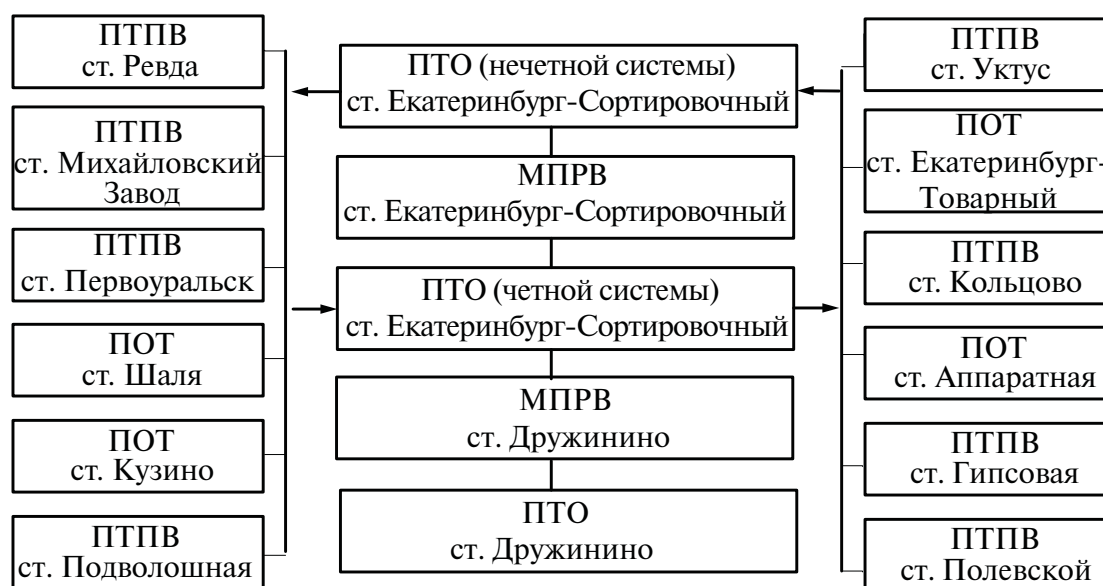 ПТПВ
ст. Ревда
ПТПВ
ст. Михайловский
Завод
ПТПВ
ст. Первоуральск
ПОТ
ст. Шаля
ПОТ
ст. Кузино
ПТПВ
ст. Подволошная
ПТО (нечетной системы)
ст. Екатеринбург-Сортировочный
МПРВ
ст. Екатеринбург-Сортировочный
ПТО (четной системы)
ст. Екатеринбург-Сортировочный
МПРВ
ст. Дружинино
ПТО
ст. Дружинино
ПТПВ
ст. Уктус
ПОТ
ст. Екатеринбург-
Товарный
ПТПВ
ст. Кольцово
ПОТ
ст. Аппаратная
ПТПВ
ст. Гипсовая
ПТПВ
ст. Полевской